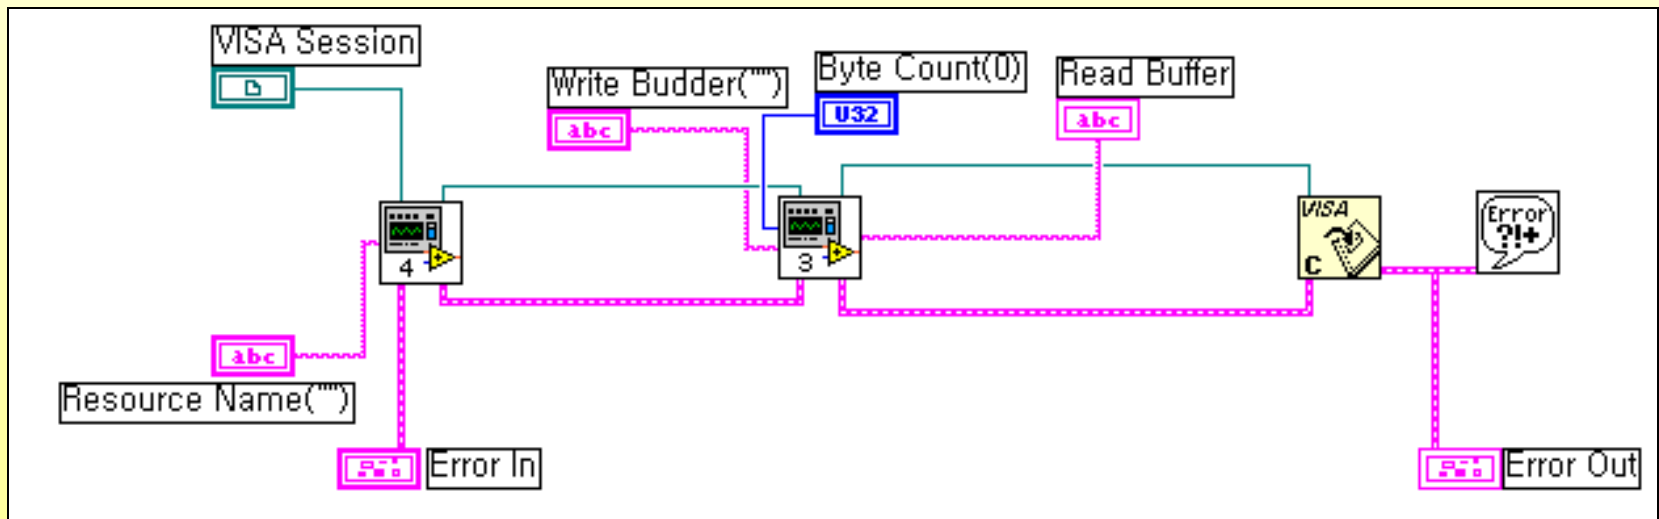 VISA Session
Write Budder("")
abc
Byte Count(0)
U32
Read Buffer
abc
4
3
VISA
C
Error
?!+
abc
Resource Name("")
Error In
Error Out